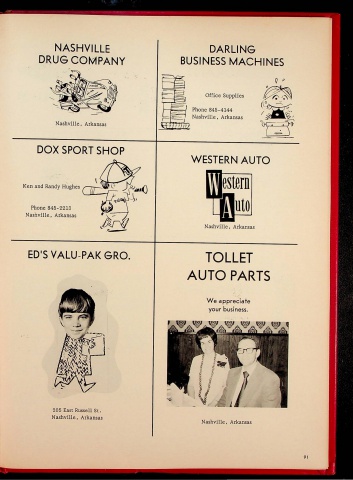 NASHVILLE
DRUG COMPANY
Nashville, Arkansas
DARLING
BUSINESS MACHINES
Office Supplies
Phone 845-4344
Nashville, Arkansas
DOX SPORT SHOP
Ken and Randy Hughes
Phone 845-2213
Nashville, Arkansas
WESTERN AUTO
Western
Auto
Nashville, Arkansas
ED'S VALU-PAK GRO.
505 East Russell St.
Nashville, Arkansas
TOLLET
AUTO PARTS
We appreciate
your business.
Nashville, Arkansas